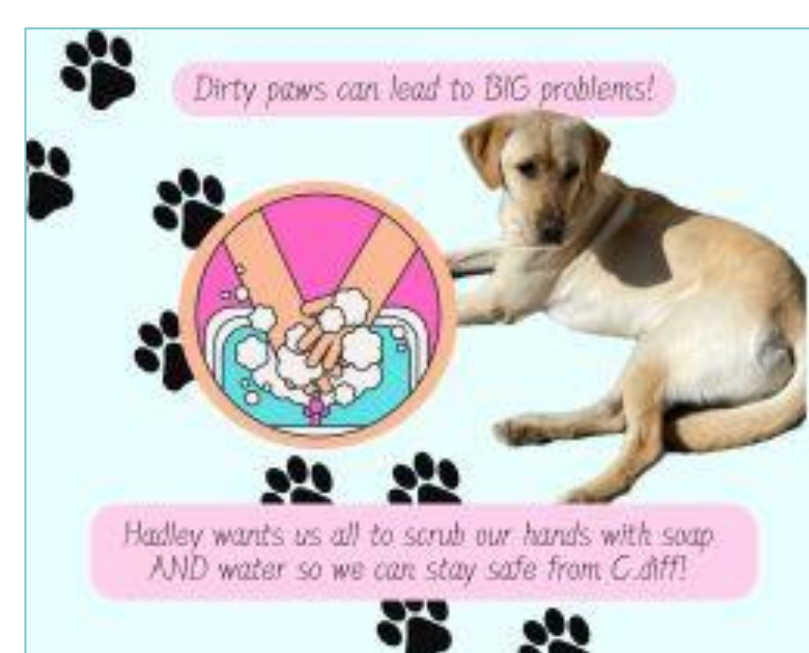 Dirty paws can lead to BIG problems!
Hadley wants us all to scrub our hands with soap
AND water so we can stay safe from C.diff!